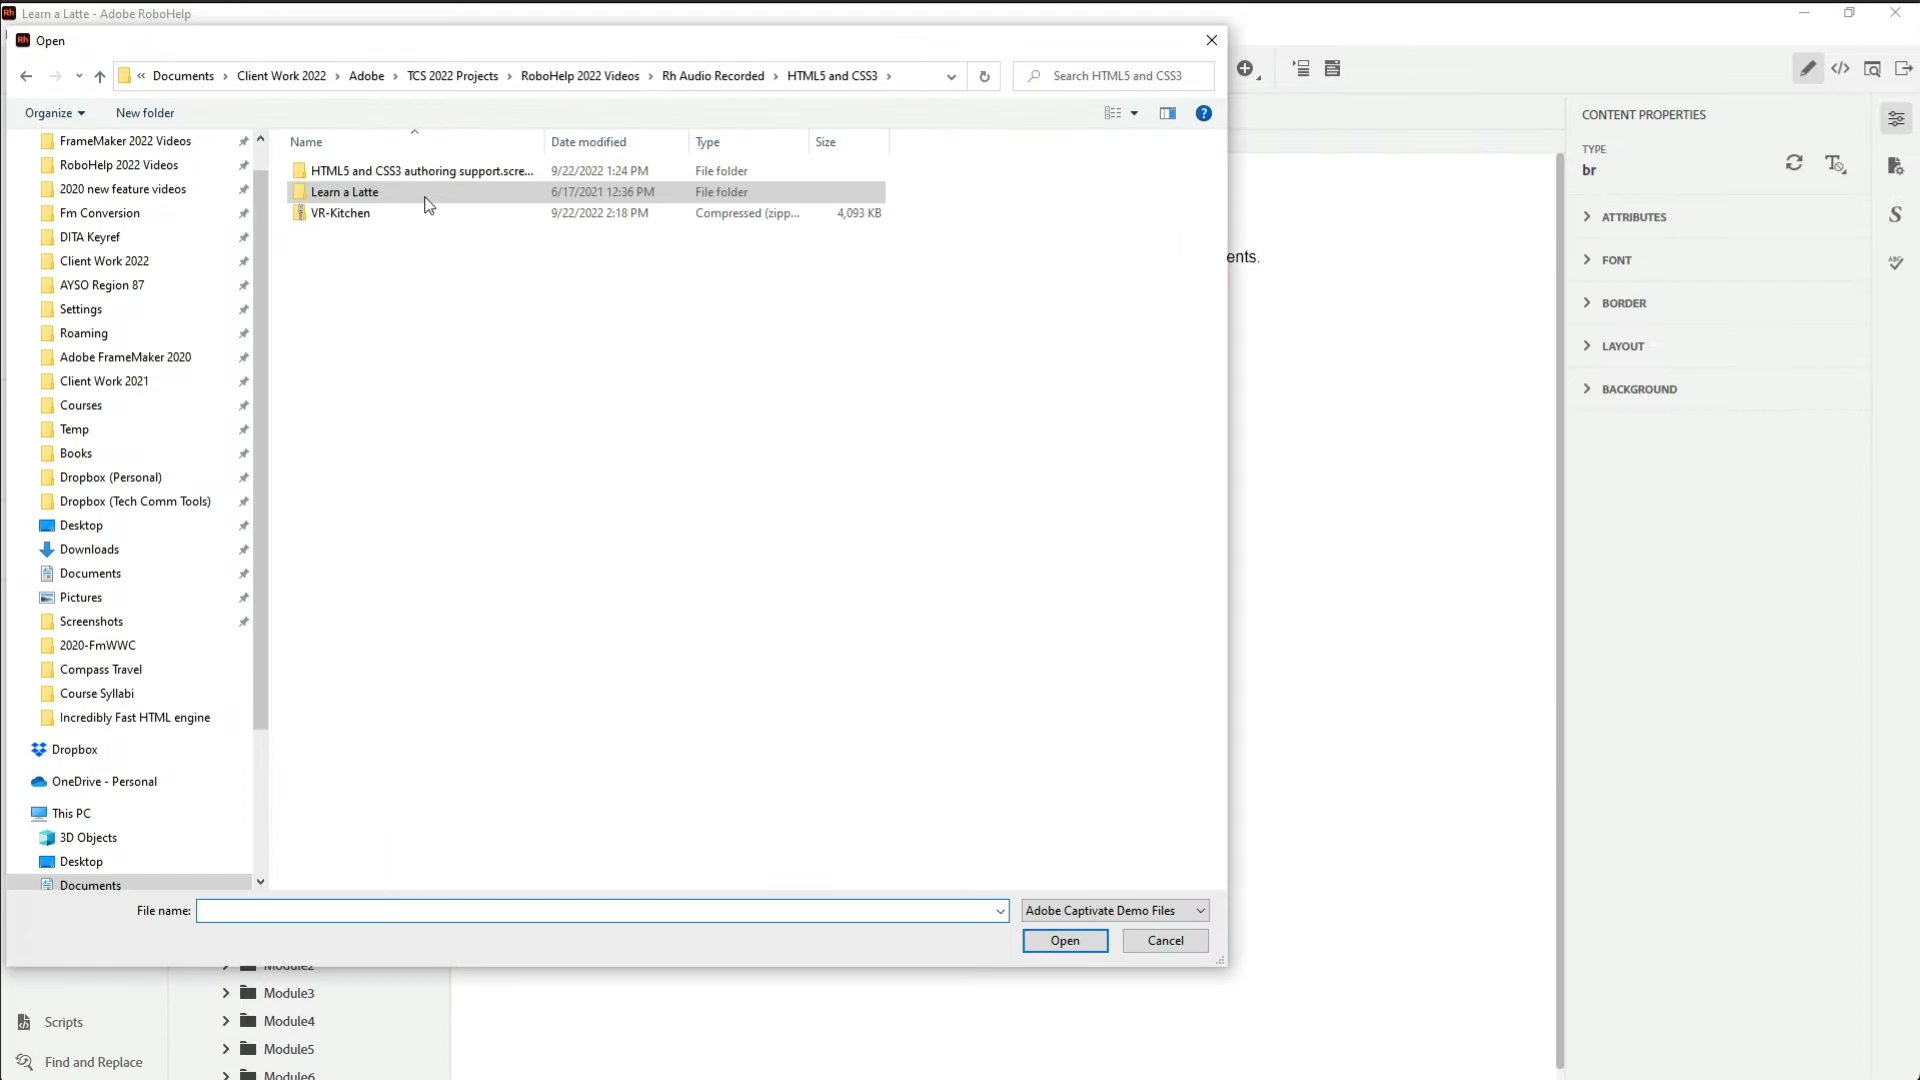 Rh Learn a Latte - Adobe RoboHelp
Rh Open
« Documents › Client Work 2022 › Adobe › TCS 2022 Projects › RoboHelp 2022 Videos › Rh Audio Recorded › HTML5 and CSS3 ›
Search HTML5 and CSS3
Organize
New folder
?
Name
Date modified
Type
Size
HTML5 and CSS3 authoring support.scre... 9/22/2022 1:24 PM File folder
Learn a Latte 6/17/2021 12:36 PM File folder
VR-Kitchen 9/22/2022 2:18 PM Compressed (zipp... 4,093 KB
FrameMaker 2022 Videos
RoboHelp 2022 Videos
2020 new feature videos
Fm Conversion
DITA Keyref
Client Work 2022
AYSO Region 87
Settings
Roaming
Adobe FrameMaker 2020
Client Work 2021
Courses
Temp
Books
Dropbox (Personal)
Dropbox (Tech Comm Tools)
Desktop
Downloads
Documents
Pictures
Screenshots
2020-FmWWC
Compass Travel
Course Syllabi
Incredibly Fast HTML engine
Dropbox
OneDrive - Personal
This PC
3D Objects
Desktop
Documents
File name:
Adobe Captivate Demo Files
Open
Cancel
ents.
CONTENT PROPERTIES
TYPE
br
ATTRIBUTES
FONT
BORDER
LAYOUT
BACKGROUND
S
ABC
Module2
Module3
Module4
Module5
Module6
Scripts
Find and Replace